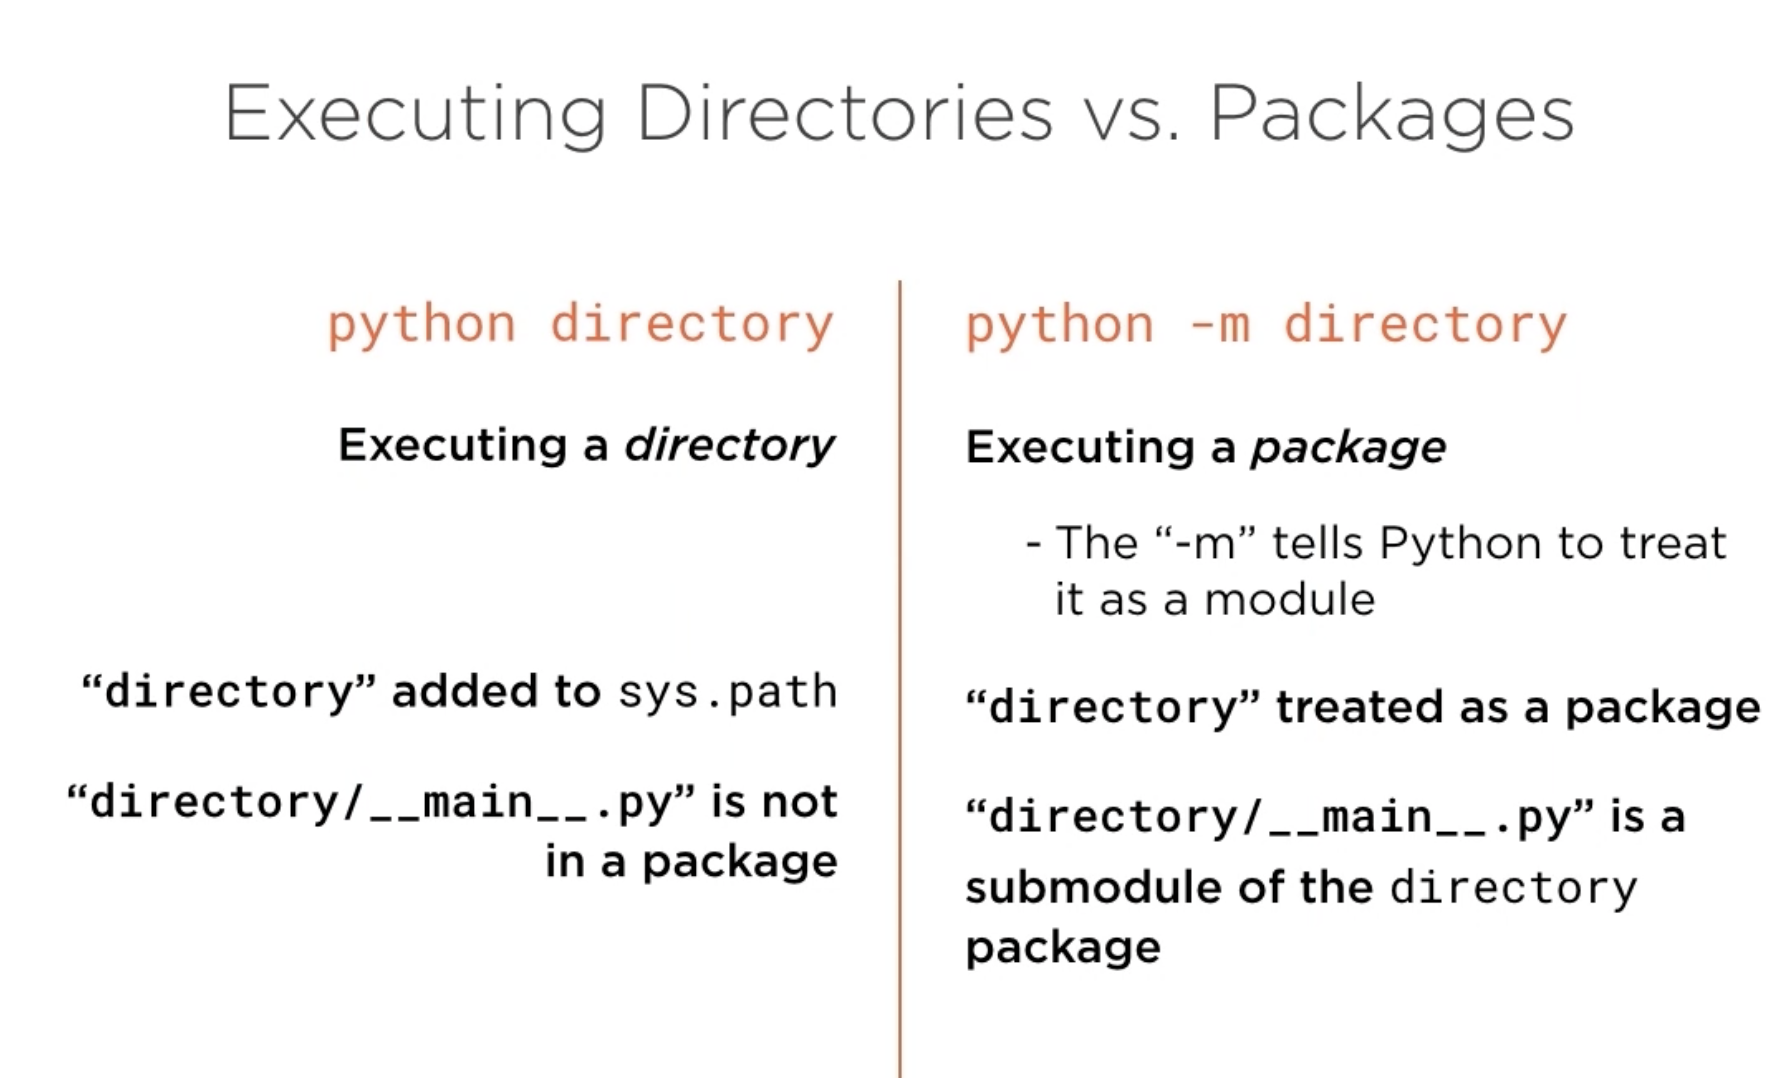 Executing Directories vs. Packages
python directory
Executing a directory
“directory” added to sys.path
“directory/__main__.py” is not
in a package
python -m directory
Executing a package
- The “-m” tells Python to treat
it as a module
“directory” treated as a package
“directory/__main__.py” is a
submodule of the directory
package